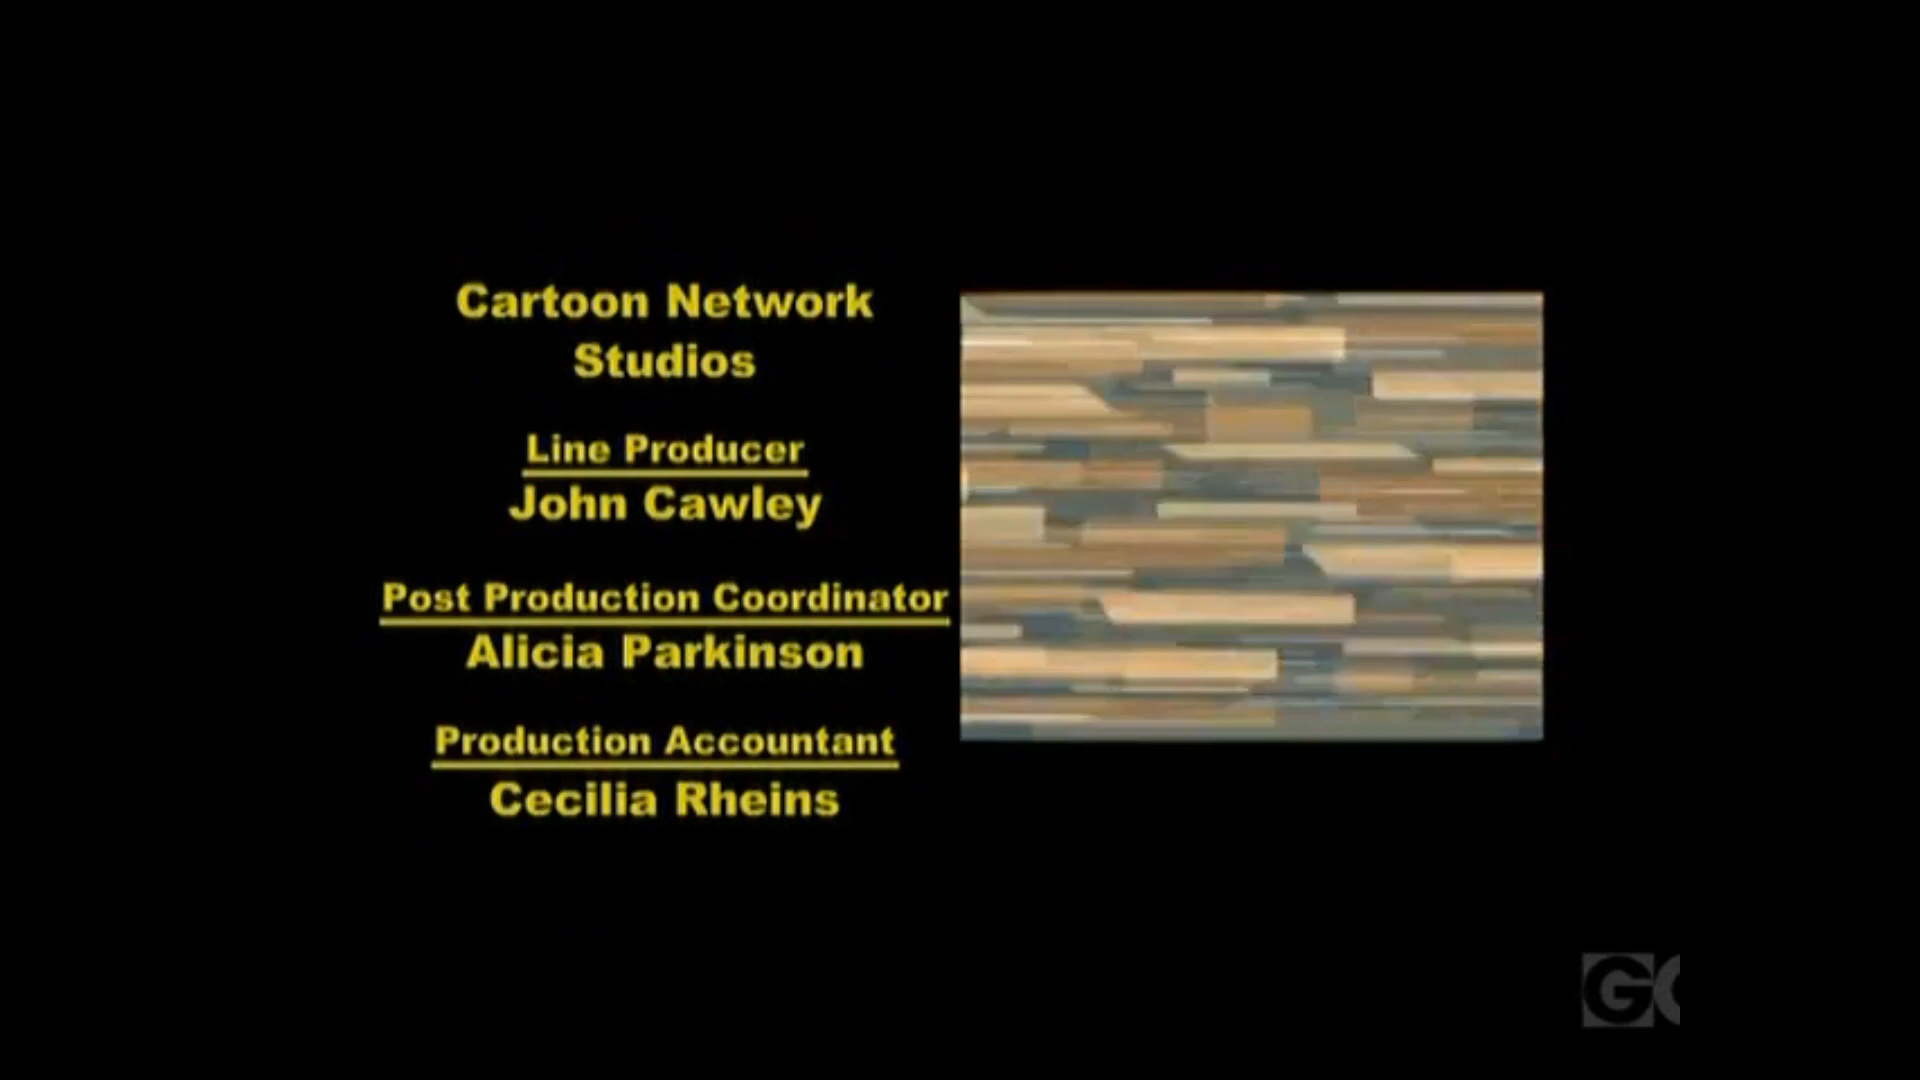 Cartoon Network
Studios
Line Producer
John Cawley
Post Production Coordinator
Alicia Parkinson
Production Accountant
Cecilia Rheins